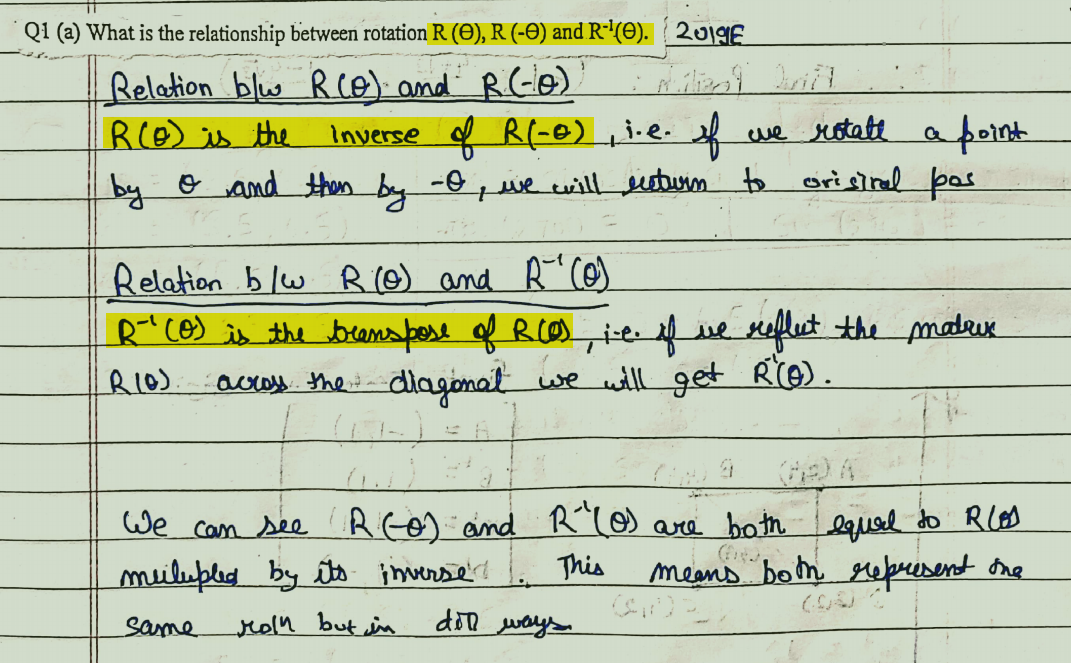 Q1 (a) What is the relationship between rotation R (Θ), R (-Θ) and R⁻¹(Θ). 2019E
Relation b/w R(θ) and R(-θ)
R(θ) is the inverse of R(-θ), i.e. if we rotate a point
by θ and then by -θ, we will return to original pos
Relation b/w R(θ) and R⁻¹(θ)
R⁻¹(θ) is the transpose of R(θ), i.e. if we reflect the matrix
R(θ) across the diagonal we will get R⁻¹(θ).
We can see R(-θ) and R⁻¹(θ) are both equal to R(θ)
multiplied by its inverse. This means both represent the
same but in diff ways